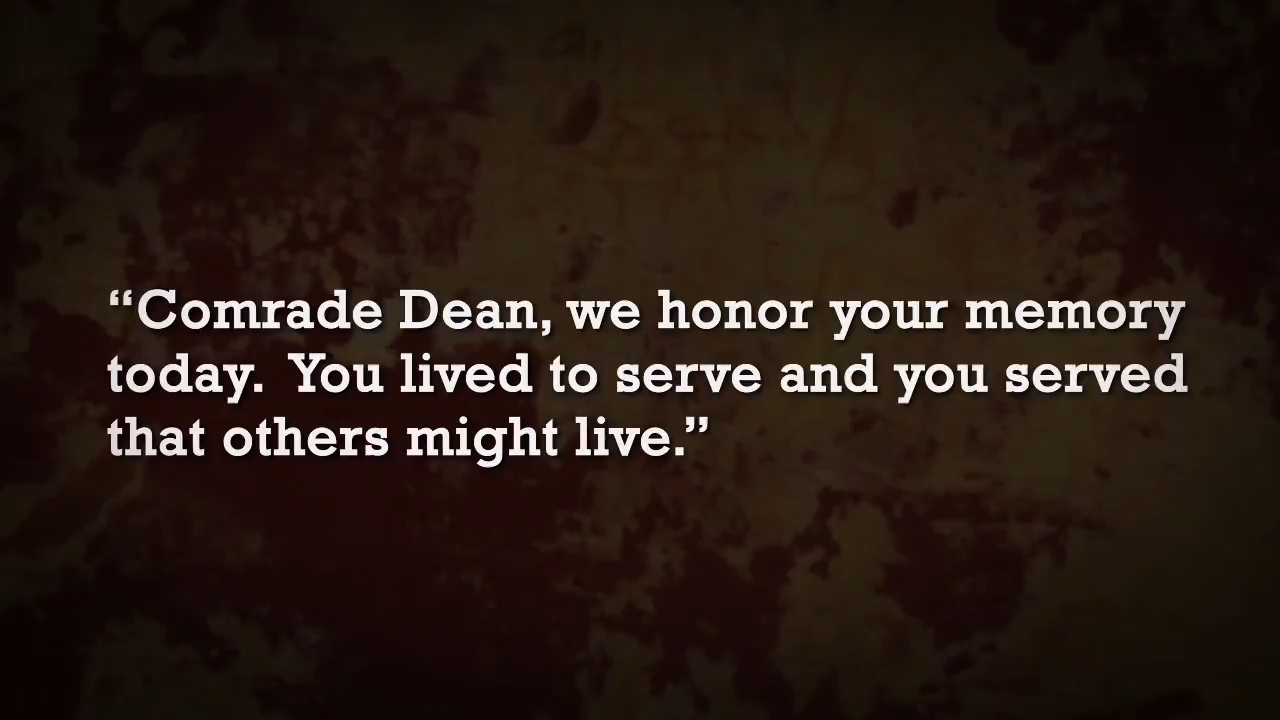 “Comrade Dean, we honor your memory
today.  You lived to serve and you served
that others might live.”